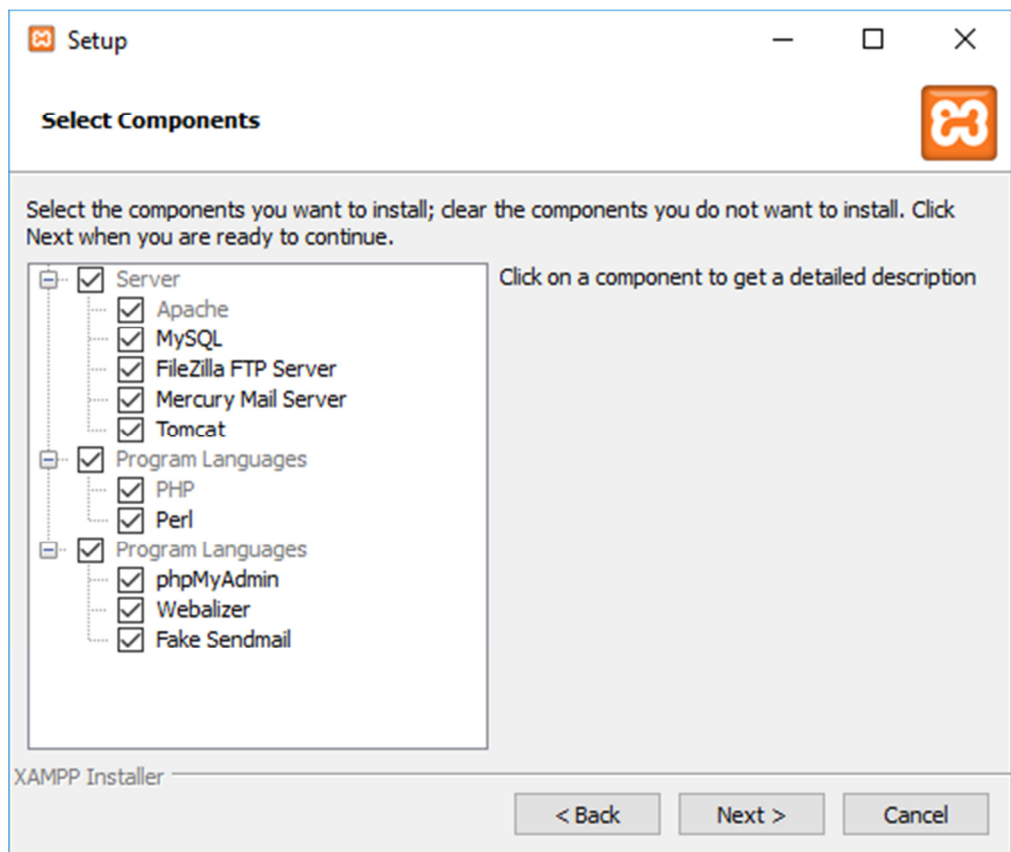 Setup
Select Components
Select the components you want to install; clear the components you do not want to install. Click
Next when you are ready to continue.
Server
Apache
MySQL
FileZilla FTP Server
Mercury Mail Server
Tomcat
Program Languages
PHP
Perl
Program Languages
phpMyAdmin
Webalizer
Fake Sendmail
Click on a component to get a detailed description
XAMPP Installer
< Back
Next >
Cancel